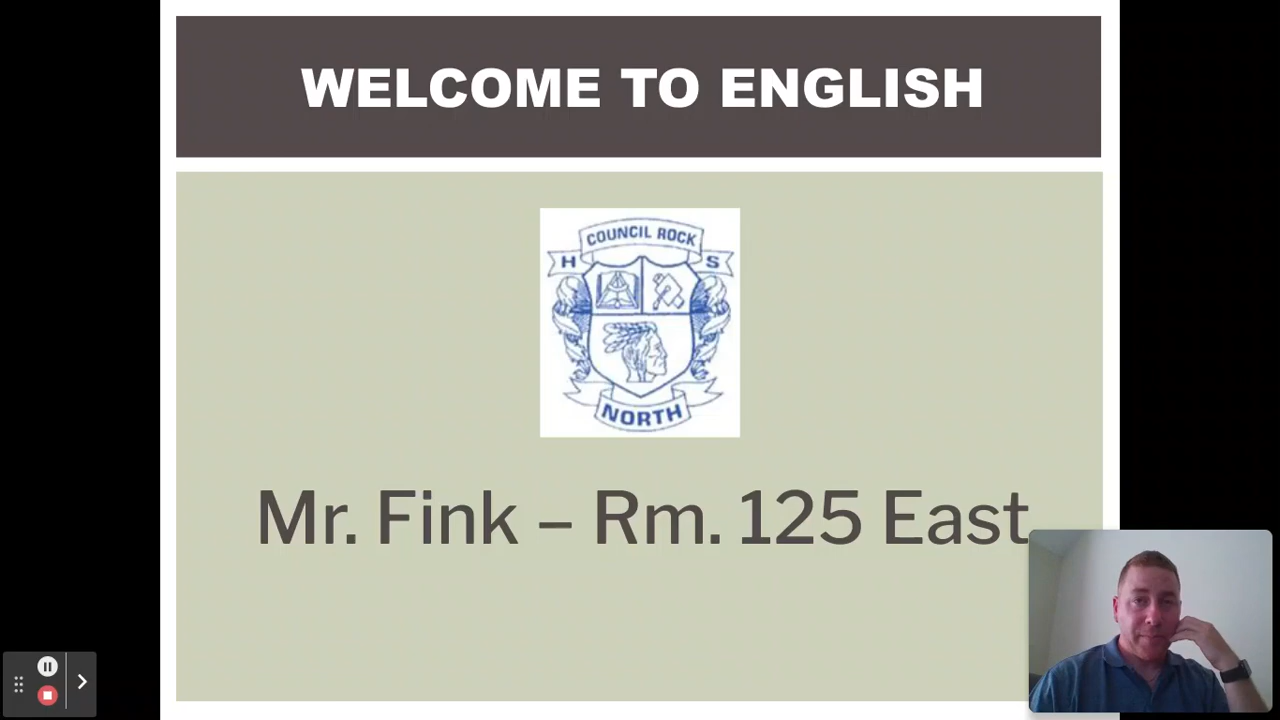 WELCOME TO ENGLISH
COUNCIL ROCK
H S
NORTH
Mr. Fink – Rm. 125 East